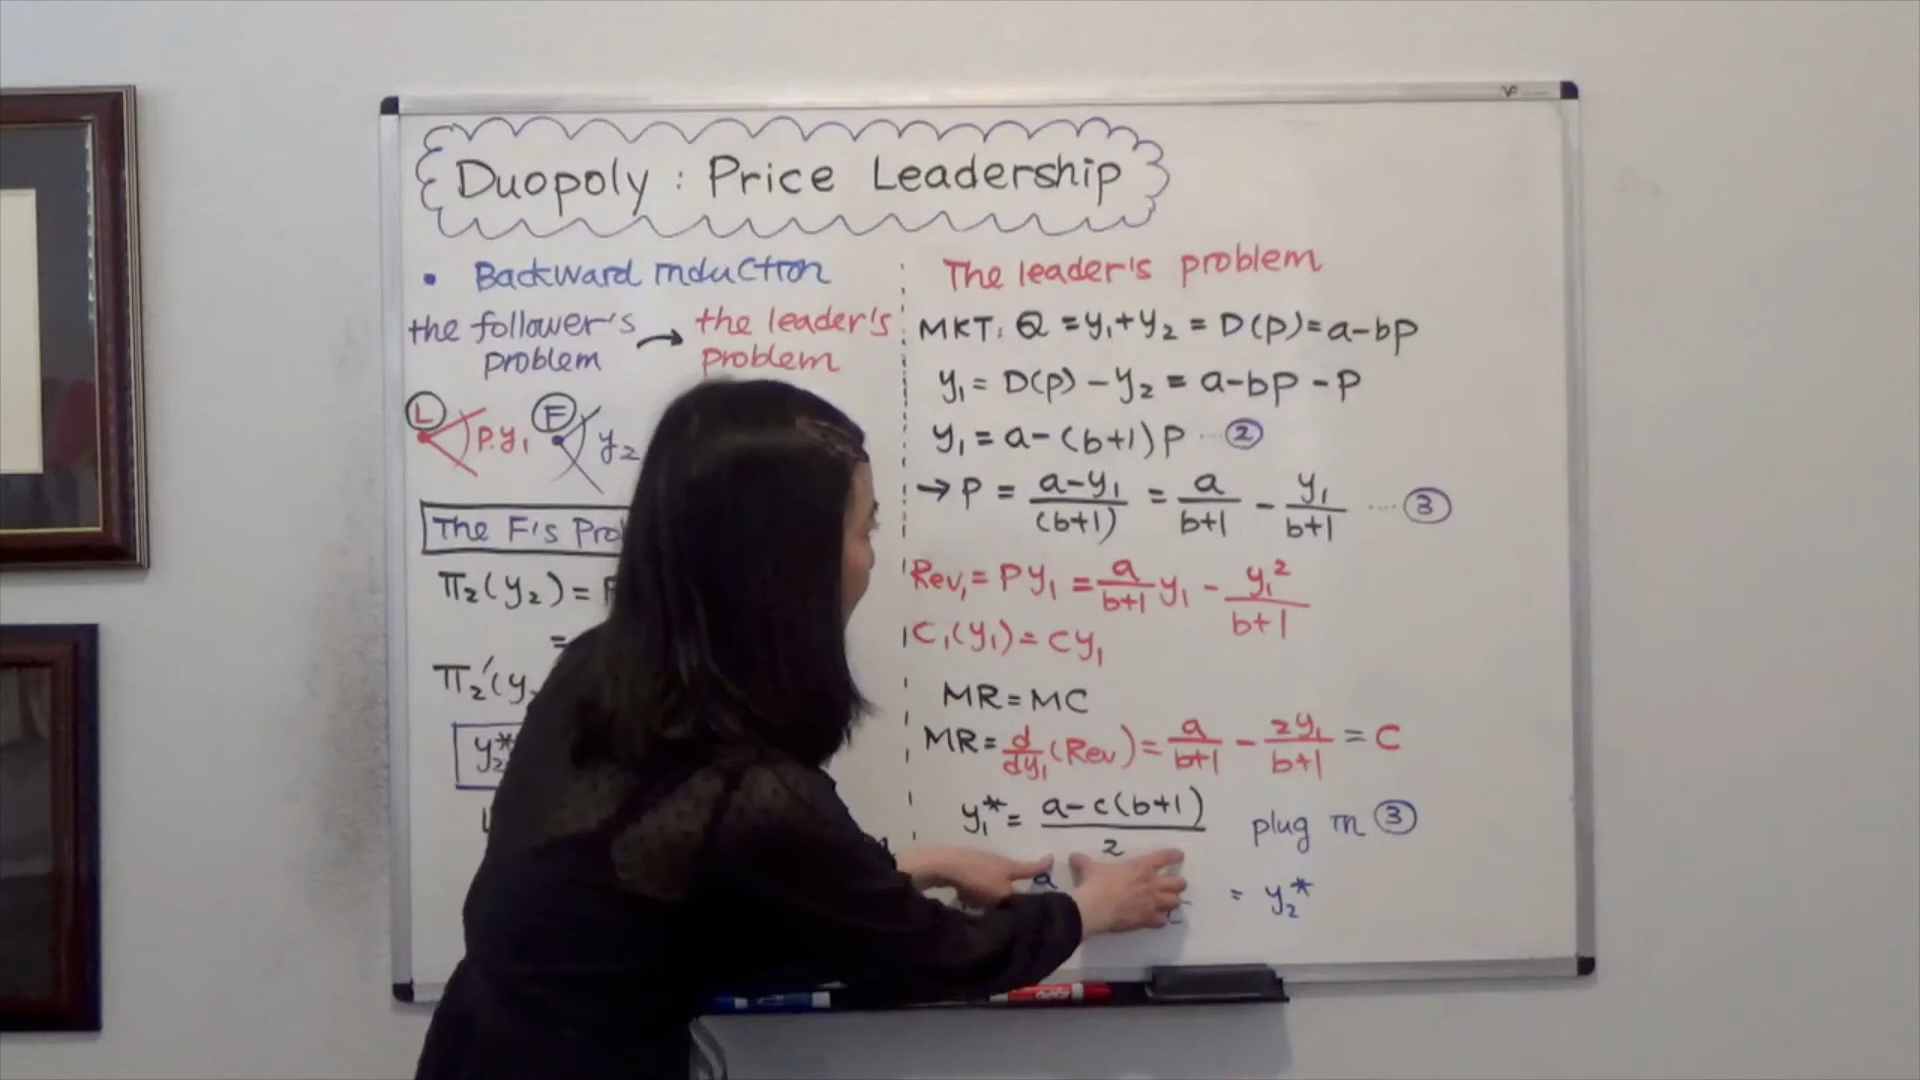 Duopoly : Price Leadership
• Backward induction
the follower's problem → the leader's problem
L P.y₁ F y₂
The F's Pro
π₂(y₂) =
=
π₂'(y
y₂*
The leader's problem
MKT: Q = y₁+y₂ = D(p) = a-bp
y₁ = D(p) - y₂ = a-bp - p
y₁ = a-(b+1)p ···· ②
→ p = (a-y₁)/(b+1) = a/(b+1) - y₁/(b+1) ···· ③
Rev₁ = py₁ = a/(b+1) y₁ - y₁²/(b+1)
C₁(y₁) = cy₁
MR = MC
MR = d/dy₁ (Rev) = a/(b+1) - 2y₁/(b+1) = c
y₁* = (a-c(b+1))/2 plug in ③
a = y₂*